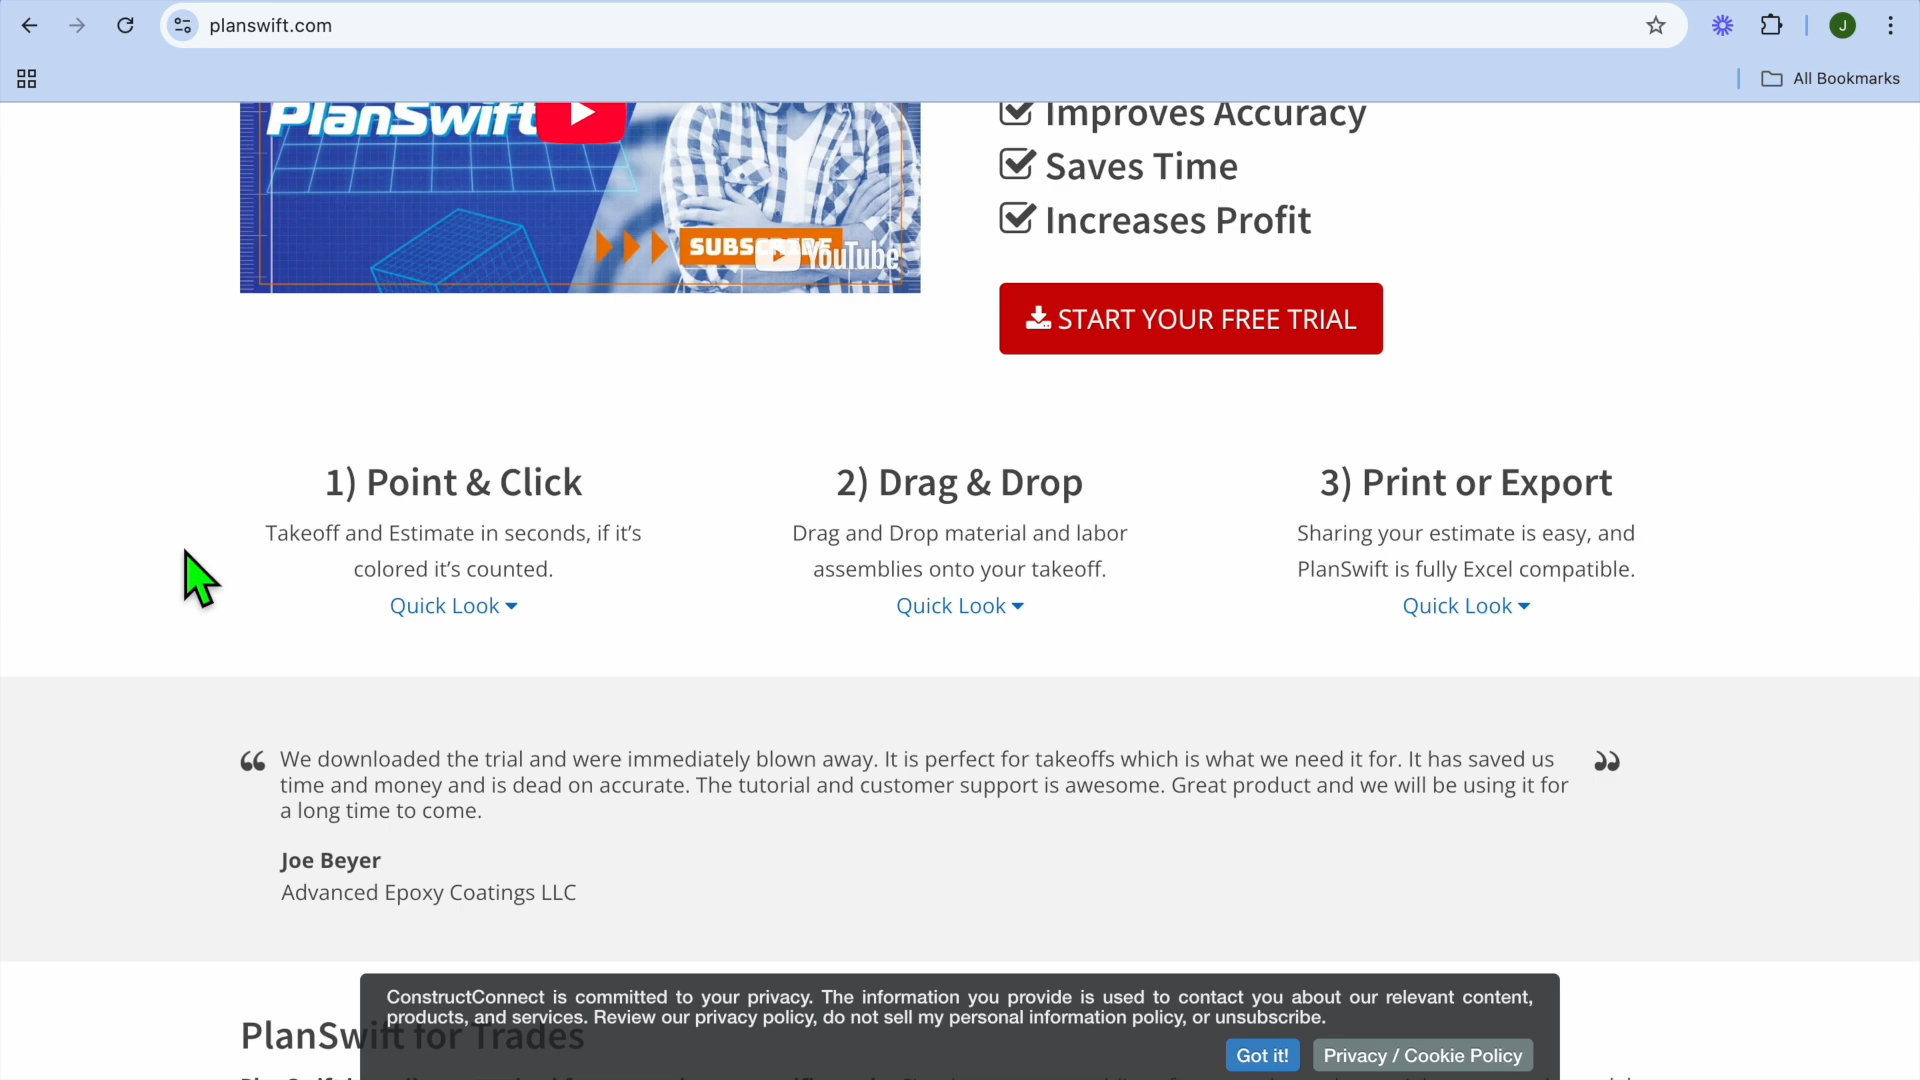 planswift.com
J
All Bookmarks
PlanSwift
SUBSCRIBE
YouTube
Improves Accuracy
Saves Time
Increases Profit
START YOUR FREE TRIAL
1) Point & Click
Takeoff and Estimate in seconds, if it’s
colored it’s counted.
Quick Look
2) Drag & Drop
Drag and Drop material and labor
assemblies onto your takeoff.
Quick Look
3) Print or Export
Sharing your estimate is easy, and
PlanSwift is fully Excel compatible.
Quick Look
“ We downloaded the trial and were immediately blown away. It is perfect for takeoffs which is what we need it for. It has saved us ”
time and money and is dead on accurate. The tutorial and customer support is awesome. Great product and we will be using it for
a long time to come.
Joe Beyer
Advanced Epoxy Coatings LLC
PlanSwift for Trades
ConstructConnect is committed to your privacy. The information you provide is used to contact you about our relevant content,
products, and services. Review our privacy policy, do not sell my personal information policy, or unsubscribe.
Got it!
Privacy / Cookie Policy